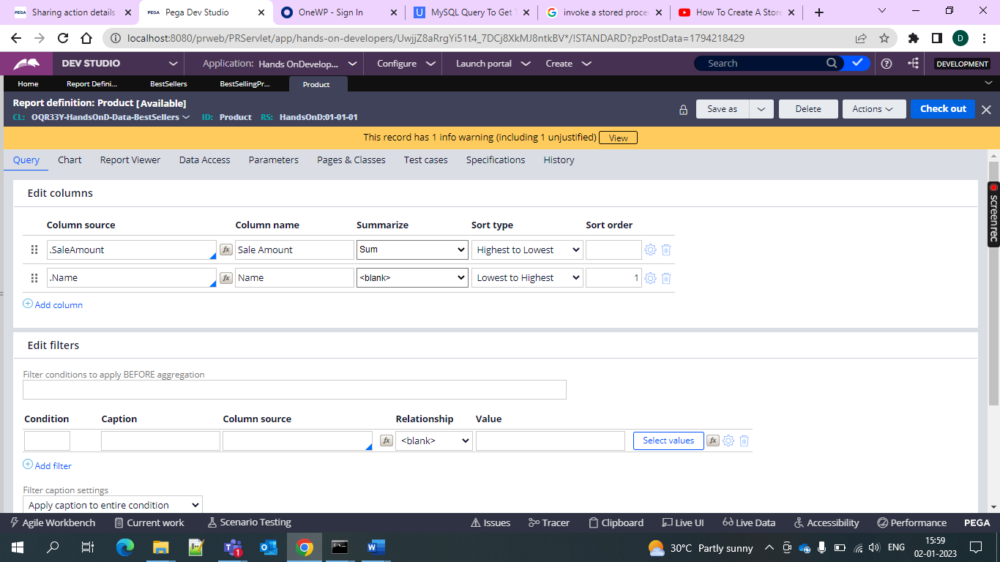 Sharing action details
Pega Dev Studio
OneWP - Sign In
MySQL Query To Get
invoke a stored proce
How To Create A Store
localhost:8080/prweb/PRServlet/app/hands-on-developers/UwjjZ8aRrgYi51t4_7DCj8XkMJ8ntkBV*/!STANDARD?pzPostData=1794218429
D
DEV STUDIO
Application: Hands OnDevelop...
Configure
Launch portal
Create
Search
DEVELOPMENT
Home
Report Defini...
BestSellers
BestSellingPr...
Product
Report definition: Product [Available]
CL: OQR33Y-HandsOnD-Data-BestSellers ID: Product RS: HandsOnD:01-01-01
Save as
Delete
Actions
Check out
This record has 1 info warning (including 1 unjustified) View
Query Chart Report Viewer Data Access Parameters Pages & Classes Test cases Specifications History
Edit columns
Column source Column name Summarize Sort type Sort order
.SaleAmount fx Sale Amount Sum Highest to Lowest
.Name fx Name <blank> Lowest to Highest 1
Add column
Edit filters
Filter conditions to apply BEFORE aggregation
Condition Caption Column source Relationship Value
fx <blank> Select values fx
Add filter
Filter caption settings
Apply caption to entire condition
screenrec
Agile Workbench Current work Scenario Testing Issues Tracer Clipboard Live UI Live Data Accessibility Performance PEGA
1
30°C Partly sunny
ENG
15:59
02-01-2023